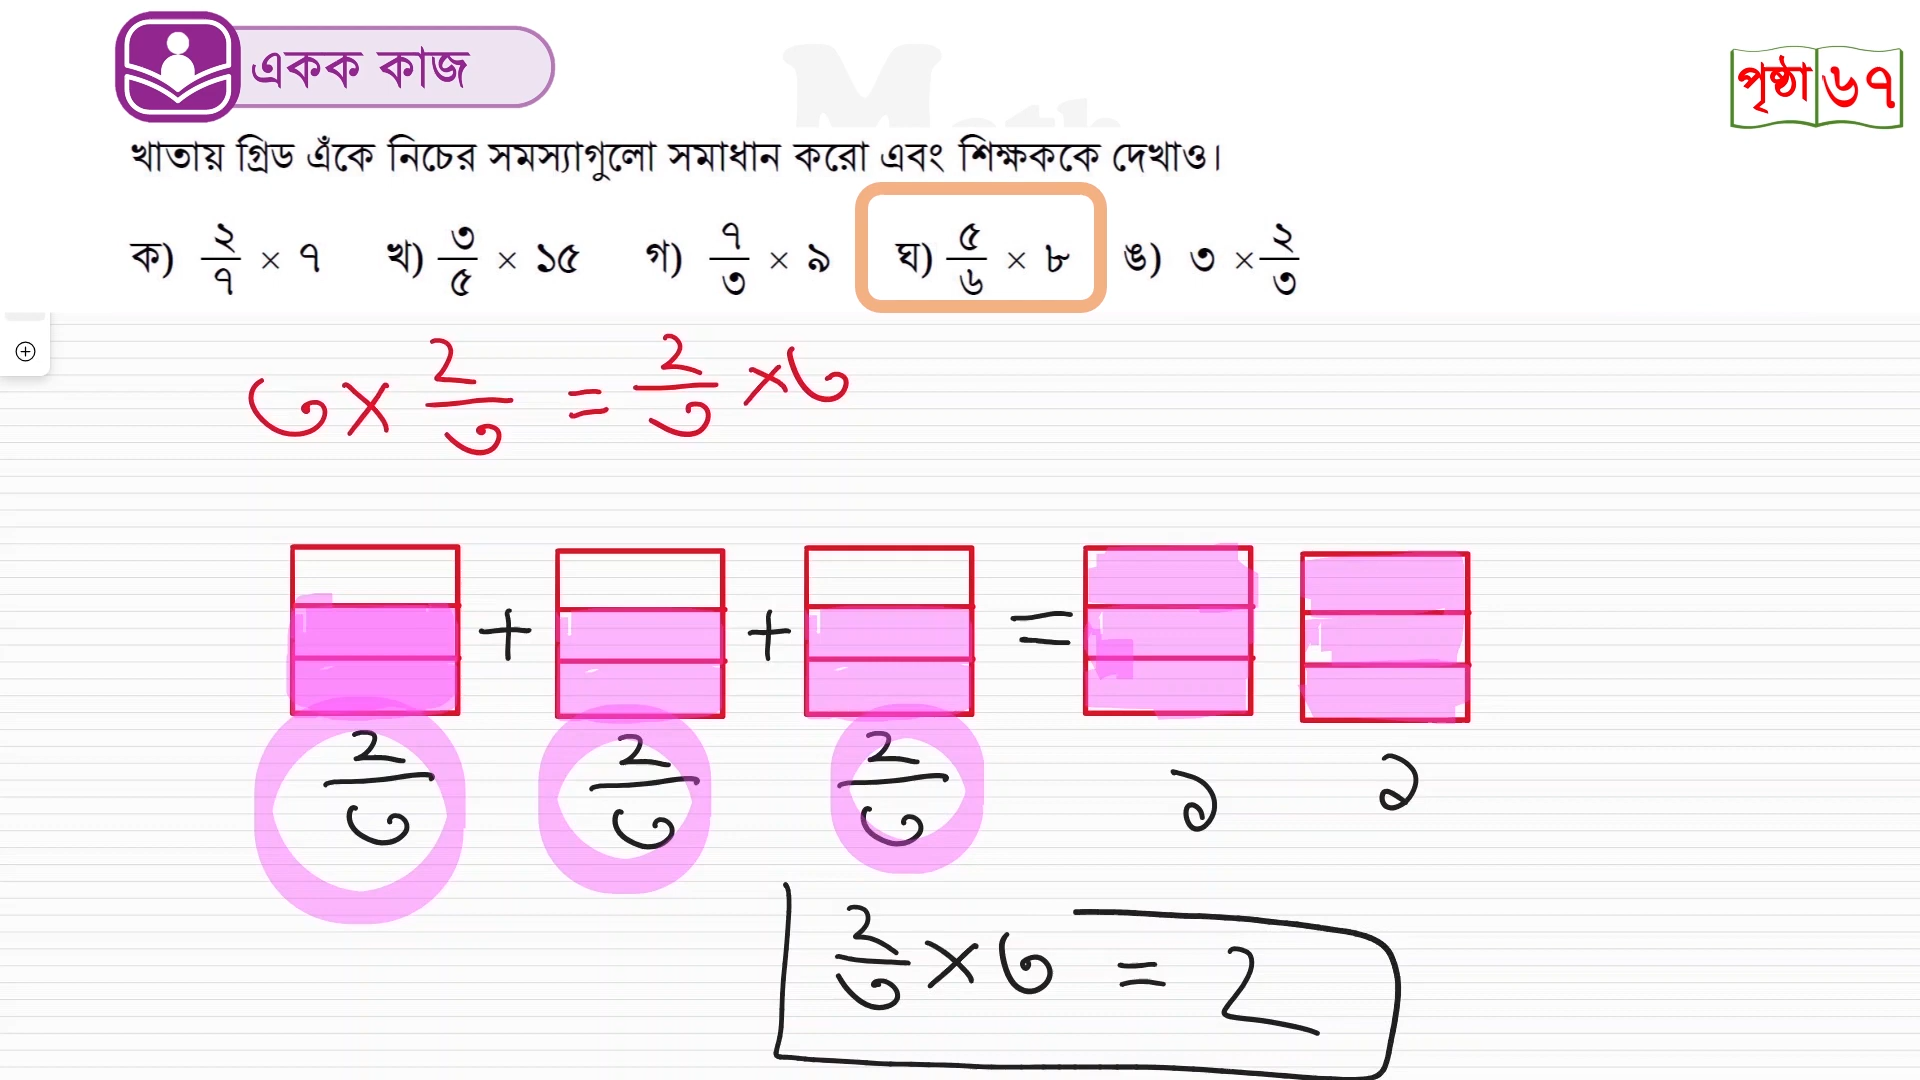 একক কাজ
পৃষ্ঠা ৬৭
Math
খাতায় গ্রিড এঁকে নিচের সমস্যাগুলো সমাধান করো এবং শিক্ষককে দেখাও।
ক) ২/৭ × ৭ খ) ৩/৫ × ১৫ গ) ৭/৩ × ৯ ঘ) ৫/৬ × ৮ ঙ) ৩ × ২/৩
৩ × ২/৩ = ২/৩ × ৩
+ + =
২/৩ ২/৩ ২/৩ ১ ১
২/৩ × ৩ = ২